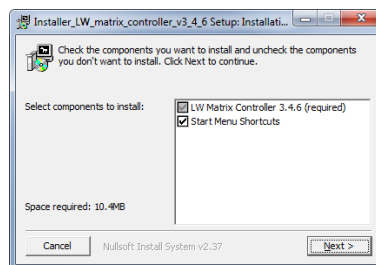 Installer_LW_matrix_controller_v3_4_6 Setup: Installati...
Check the components you want to install and uncheck the components
you don't want to install. Click Next to continue.
Select components to install:
LW Matrix Controller 3.4.6 (required)
Start Menu Shortcuts
Space required: 10.4MB
Cancel
Nullsoft Install System v2.37
Next >